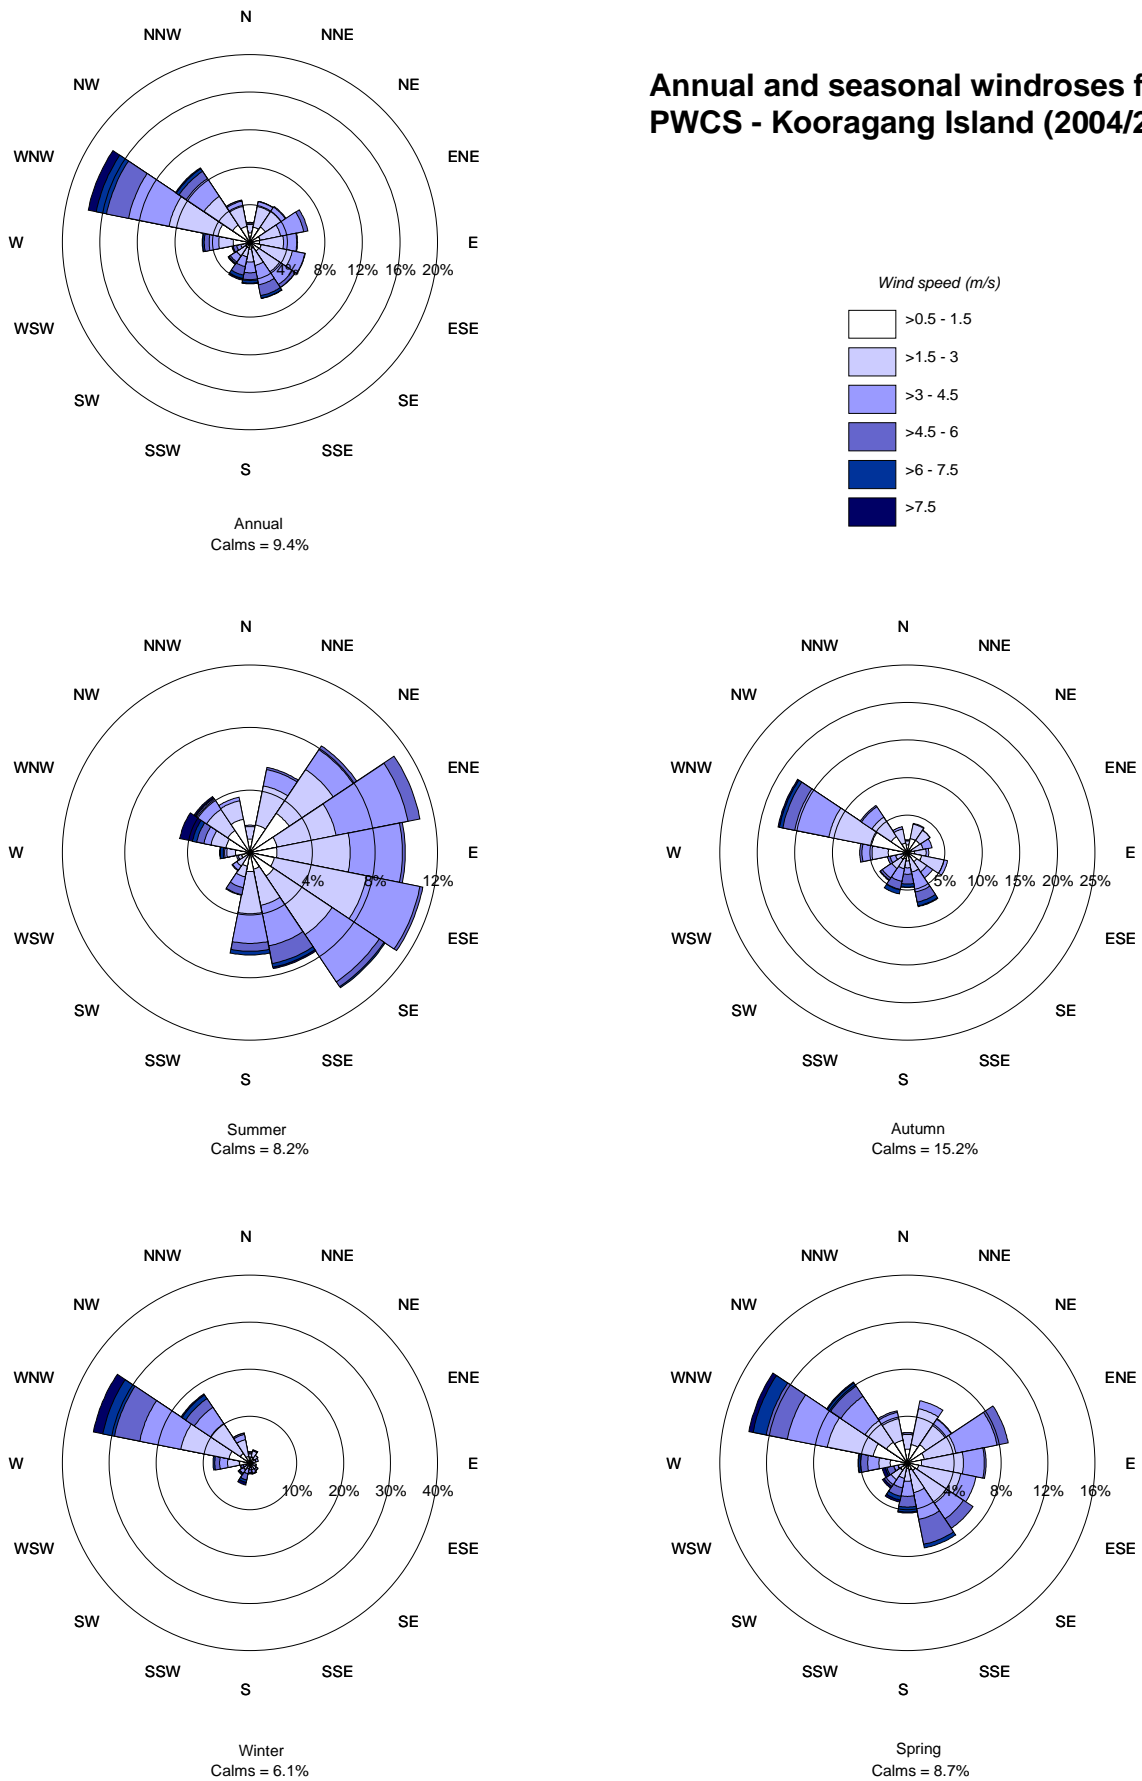 N
NNW NNE
NW NE
Annual and seasonal windroses f
PWCS - Kooragang Island (2004/2
WNW ENE
W E
4% 8% 12% 16% 20%
WSW ESE
SW SE
SSW SSE
S
Annual
Calms = 9.4%
Wind speed (m/s)
>0.5 - 1.5
>1.5 - 3
>3 - 4.5
>4.5 - 6
>6 - 7.5
>7.5
N
NNW NNE
NW NE
WNW ENE
W E
4% 8% 12%
WSW ESE
SW SE
SSW SSE
S
Summer
Calms = 8.2%
N
NNW NNE
NW NE
WNW ENE
W E
5% 10% 15% 20% 25%
WSW ESE
SW SE
SSW SSE
S
Autumn
Calms = 15.2%
N
NNW NNE
NW NE
WNW ENE
W E
10% 20% 30% 40%
WSW ESE
SW SE
SSW SSE
S
Winter
Calms = 6.1%
N
NNW NNE
NW NE
WNW ENE
W E
4% 8% 12% 16%
WSW ESE
SW SE
SSW SSE
S
Spring
Calms = 8.7%